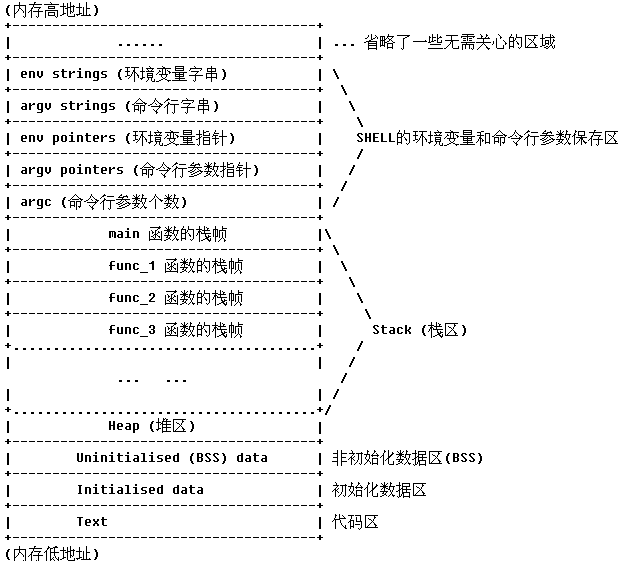 (内存高地址)
...... ... 省略了一些无需关心的区域
env strings (环境变量字串)
argv strings (命令行字串)
env pointers (环境变量指针) SHELL的环境变量和命令行参数保存区
argv pointers (命令行参数指针)
argc (命令行参数个数)
main 函数的栈帧
func_1 函数的栈帧
func_2 函数的栈帧
func_3 函数的栈帧 Stack (栈区)
... ...
Heap (堆区)
Uninitialised (BSS) data 非初始化数据区(BSS)
Initialised data 初始化数据区
Text 代码区
(内存低地址)